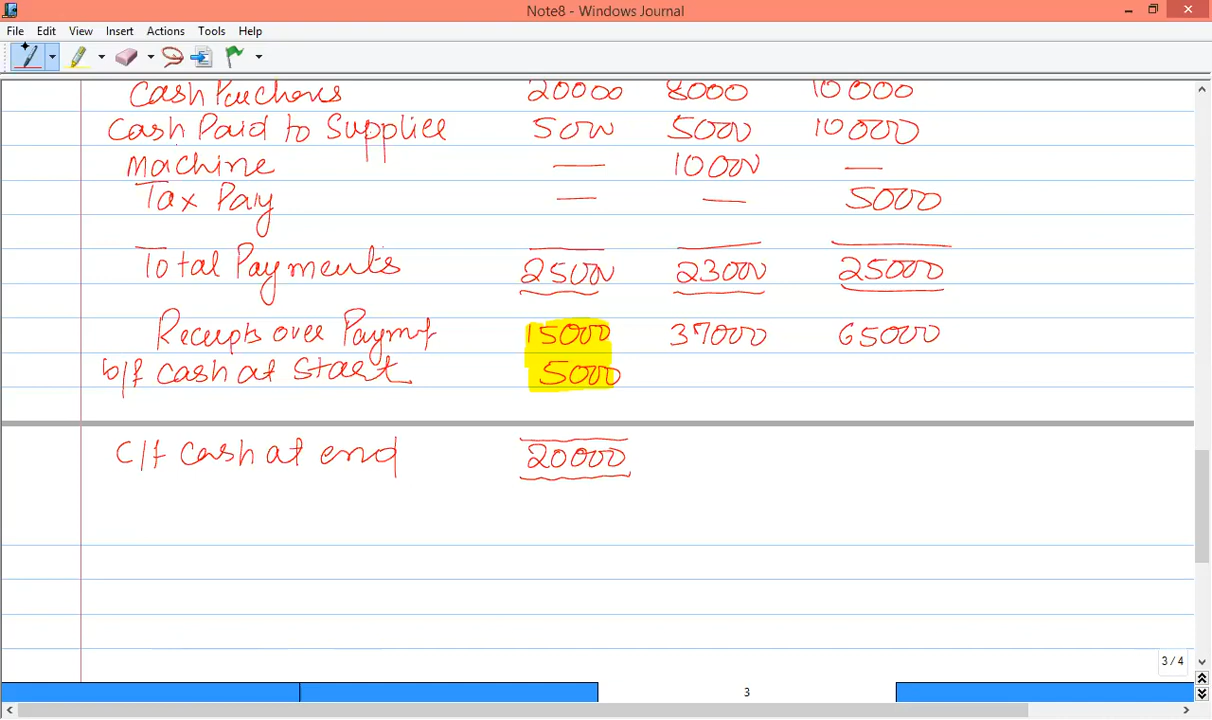 Note8 - Windows Journal
File Edit View Insert Actions Tools Help
Cash Purchases 20000 8000 10000
Cash Paid to Supplier 5000 5000 10000
Machine — 10000 —
Tax Pay — — 5000
Total Payments 25000 23000 25000
Receipts over Paymt 15000 37000 65000
b/f cash at start 5000
c/f cash at end 20000
3 / 4
3